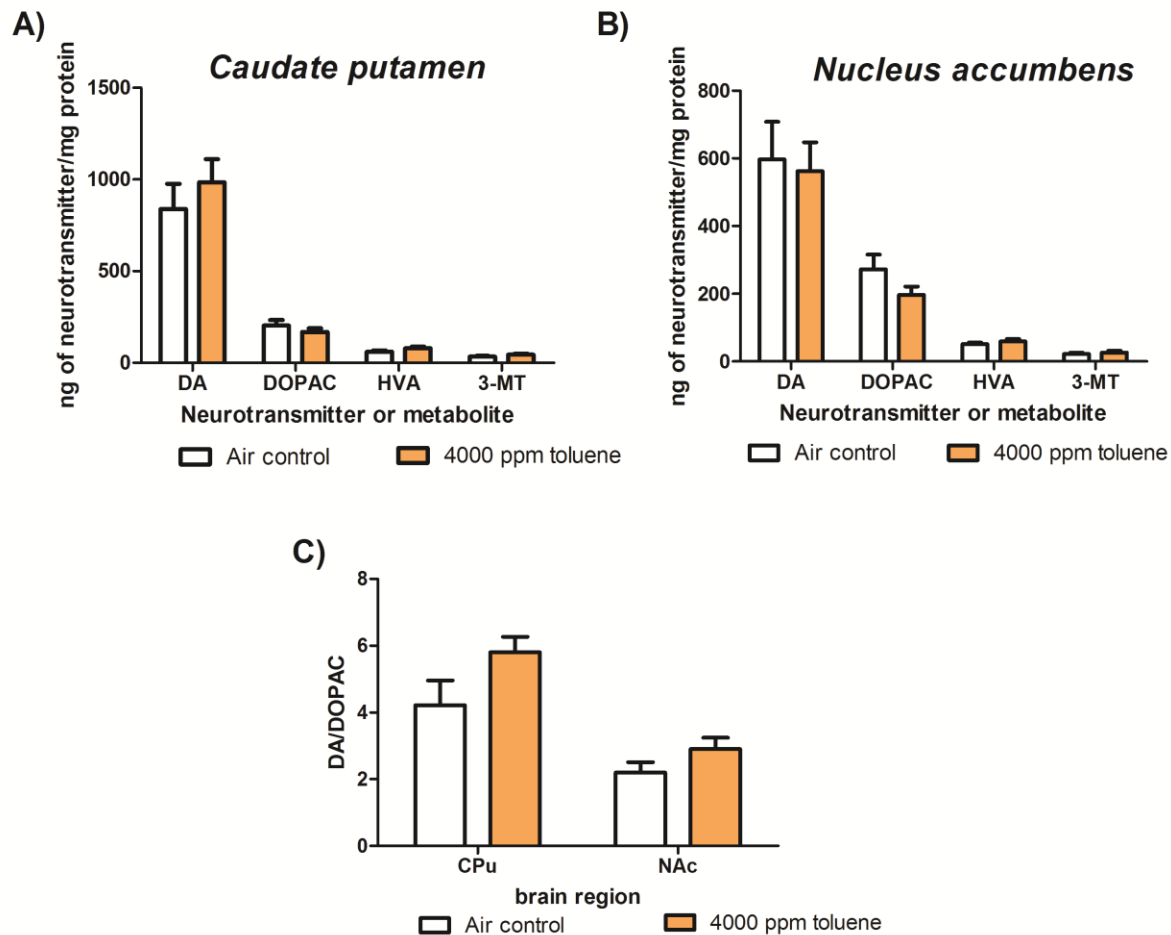 A)
Caudate putamen
ng of neurotransmitter/mg protein
1500
1000
500
0
DA DOPAC HVA 3-MT
Neurotransmitter or metabolite
Air control 4000 ppm toluene
B)
Nucleus accumbens
ng of neurotransmitter/mg protein
800
600
400
200
0
DA DOPAC HVA 3-MT
Neurotransmitter or metabolite
Air control 4000 ppm toluene
C)
DA/DOPAC
8
6
4
2
0
CPu NAc
brain region
Air control 4000 ppm toluene